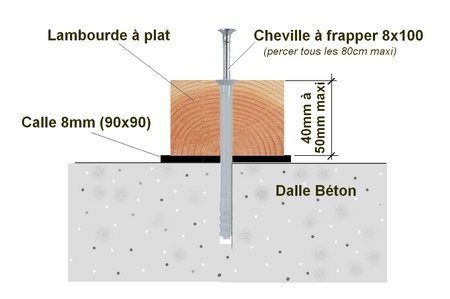 Lambourde à plat
Cheville à frapper 8x100
(percer tous les 80cm maxi)
Calle 8mm (90x90)
40mm à
50mm maxi
Dalle Béton